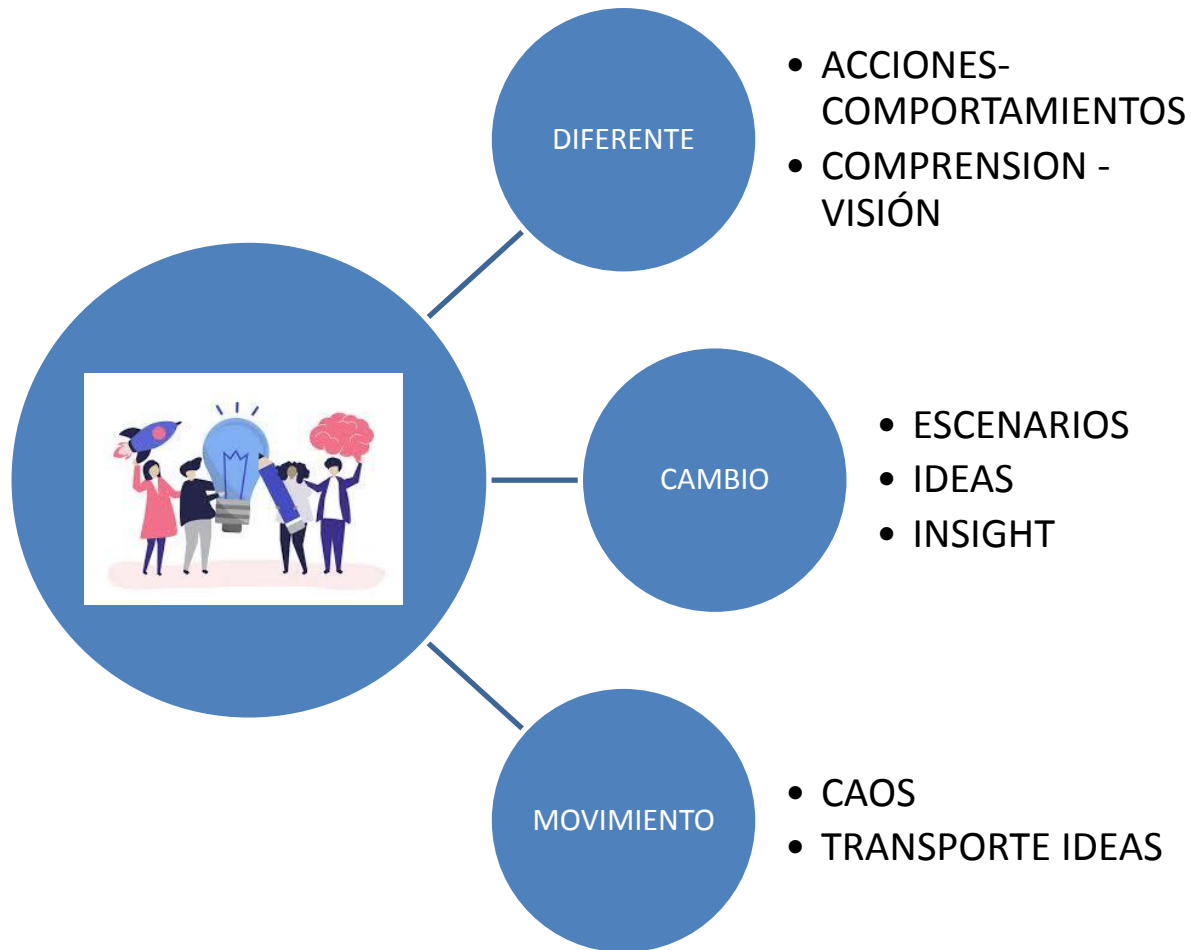 DIFERENTE
• ACCIONES-
COMPORTAMIENTOS
• COMPRENSION -
VISIÓN
CAMBIO
• ESCENARIOS
• IDEAS
• INSIGHT
MOVIMIENTO
• CAOS
• TRANSPORTE IDEAS